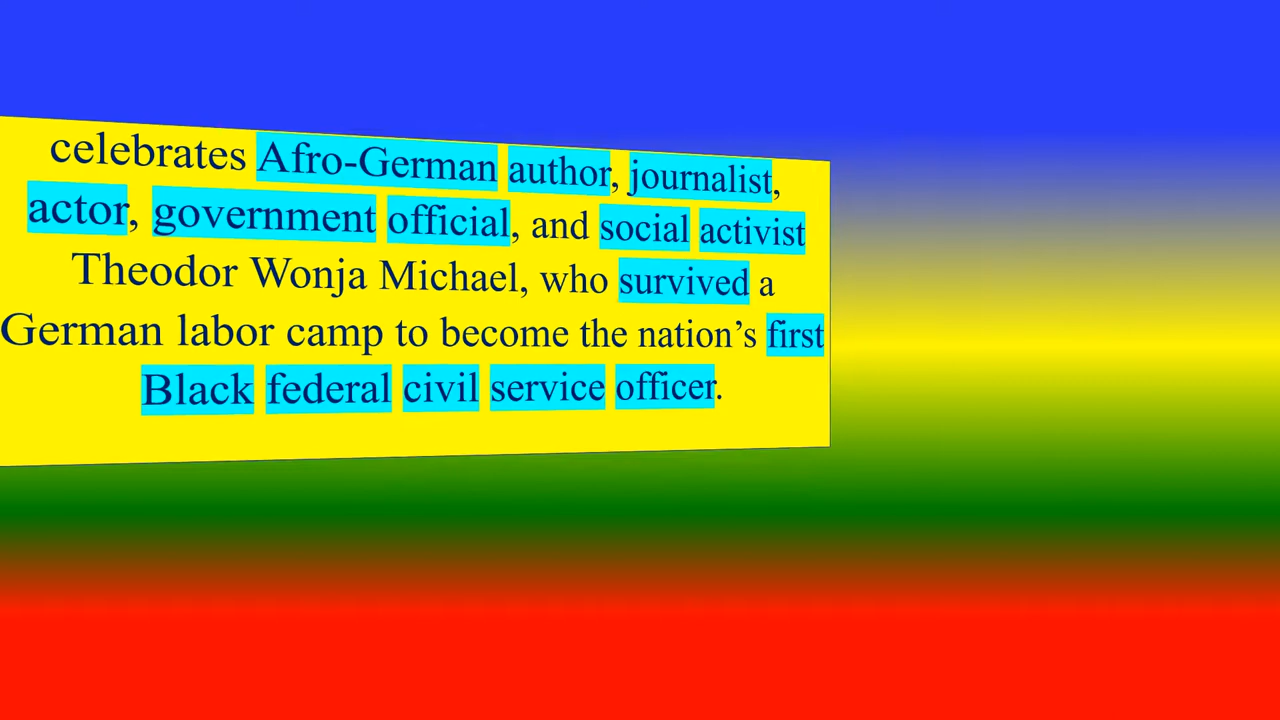 celebrates Afro-German author, journalist,
actor, government official, and social activist
Theodor Wonja Michael, who survived a
German labor camp to become the nation’s first
Black federal civil service officer.